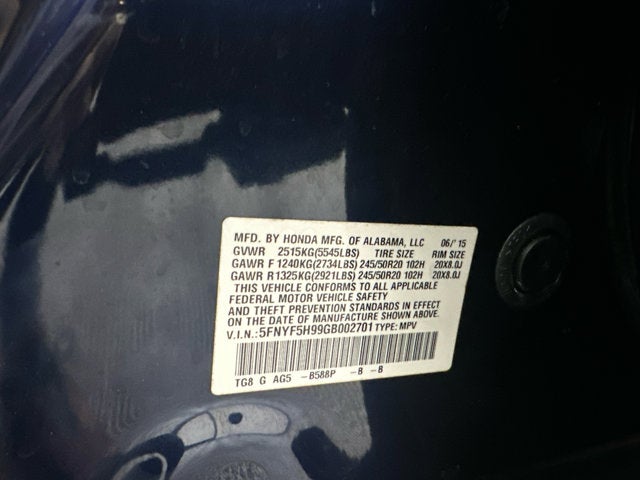 MFD. BY HONDA MFG. OF ALABAMA, LLC 06/'15
GVWR 2515KG(5545LBS) TIRE SIZE RIM SIZE
GAWR F 1240KG(2734LBS) 245/50R20 102H 20X8.0J
GAWR R1325KG(2921LBS) 245/50R20 102H 20X8.0J
THIS VEHICLE CONFORMS TO ALL APPLICABLE
FEDERAL MOTOR VEHICLE SAFETY
AND THEFT PREVENTION STANDARDS IN EFFECT
ON THE DATE OF MANUFACTURE SHOWN ABOVE.
V.I.N.:5FNYF5H99GB002701 TYPE: MPV
TG8 G AG5 -B588P -B -B